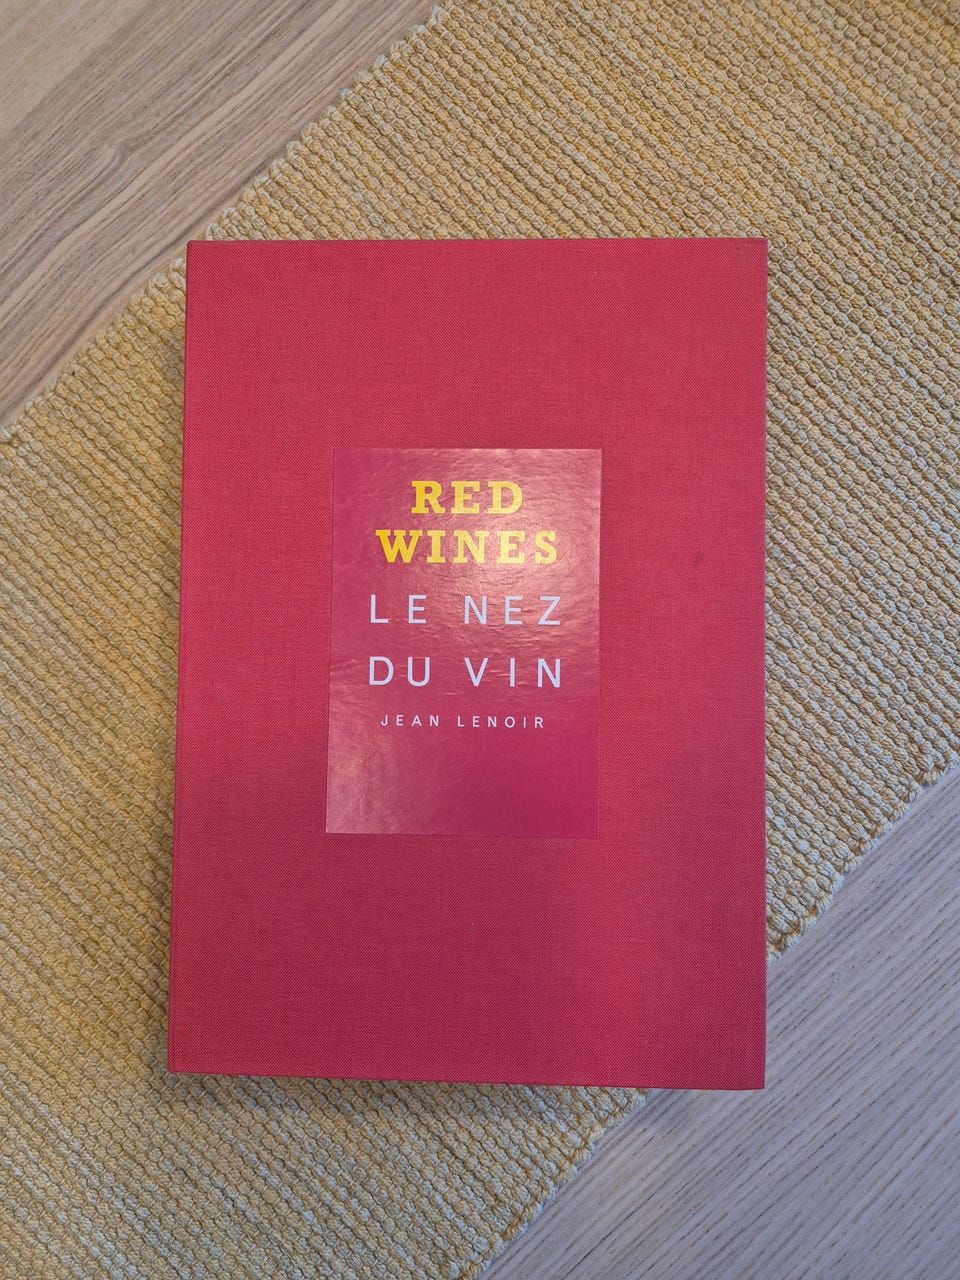 RED
WINES
LE NEZ
DU VIN
JEAN LENOIR